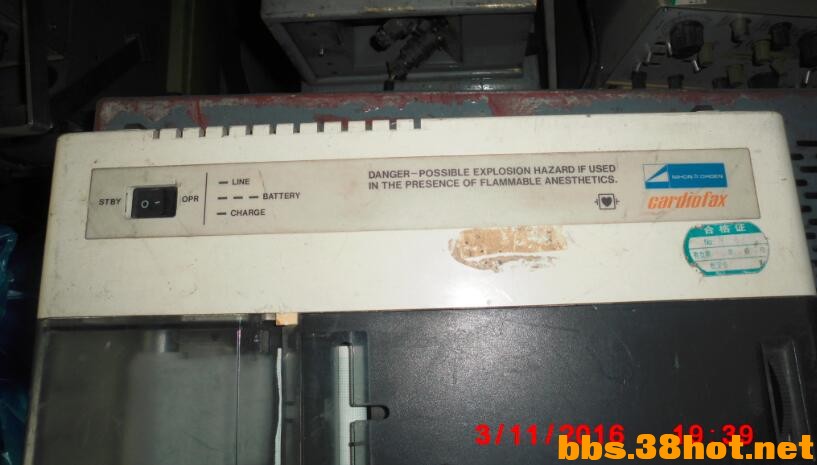 STBY
O
OPR
LINE
BATTERY
CHARGE
DANGER–POSSIBLE EXPLOSION HAZARD IF USED
IN THE PRESENCE OF FLAMMABLE ANESTHETICS.
NIHON KOHDEN
cardiofax
合格证
No
3/11/2016 19:39
bbs.38hot.net